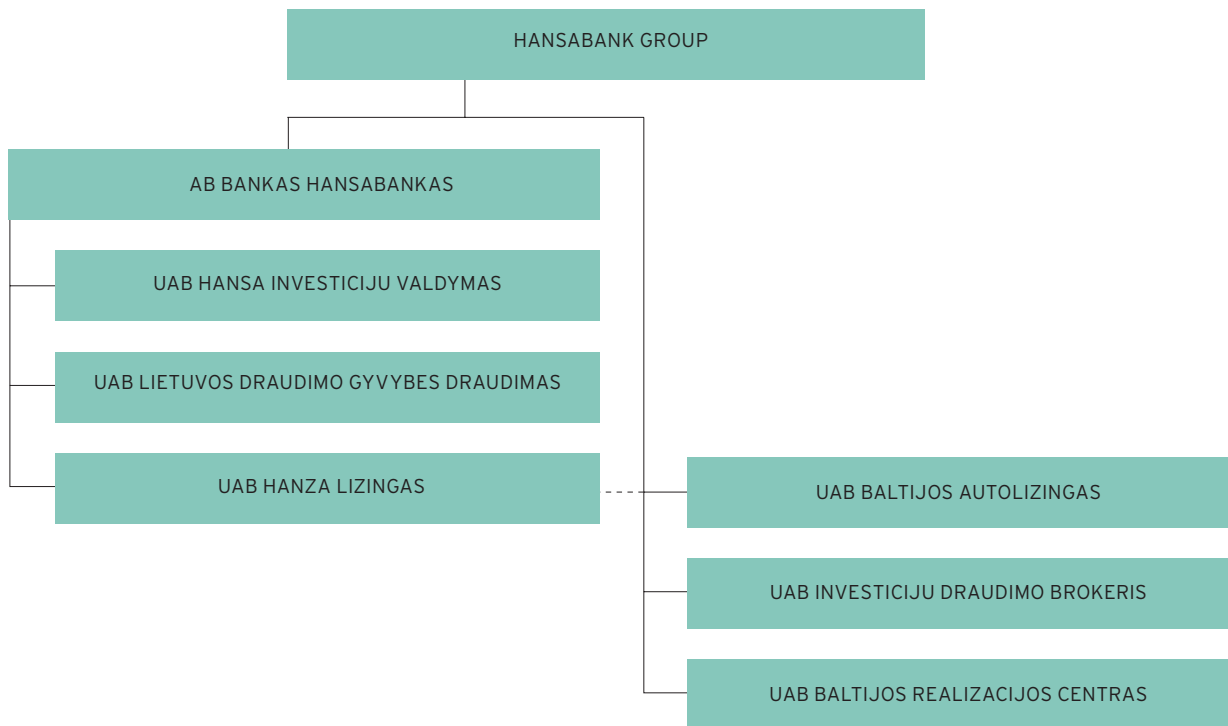 HANSABANK GROUP
AB BANKAS HANSABANKAS
UAB HANSA INVESTICIJU VALDYMAS
UAB LIETUVOS DRAUDIMO GYVYBES DRAUDIMAS
UAB HANZA LIZINGAS
UAB BALTIJOS AUTOLIZINGAS
UAB INVESTICIJU DRAUDIMO BROKERIS
UAB BALTIJOS REALIZACIJOS CENTRAS